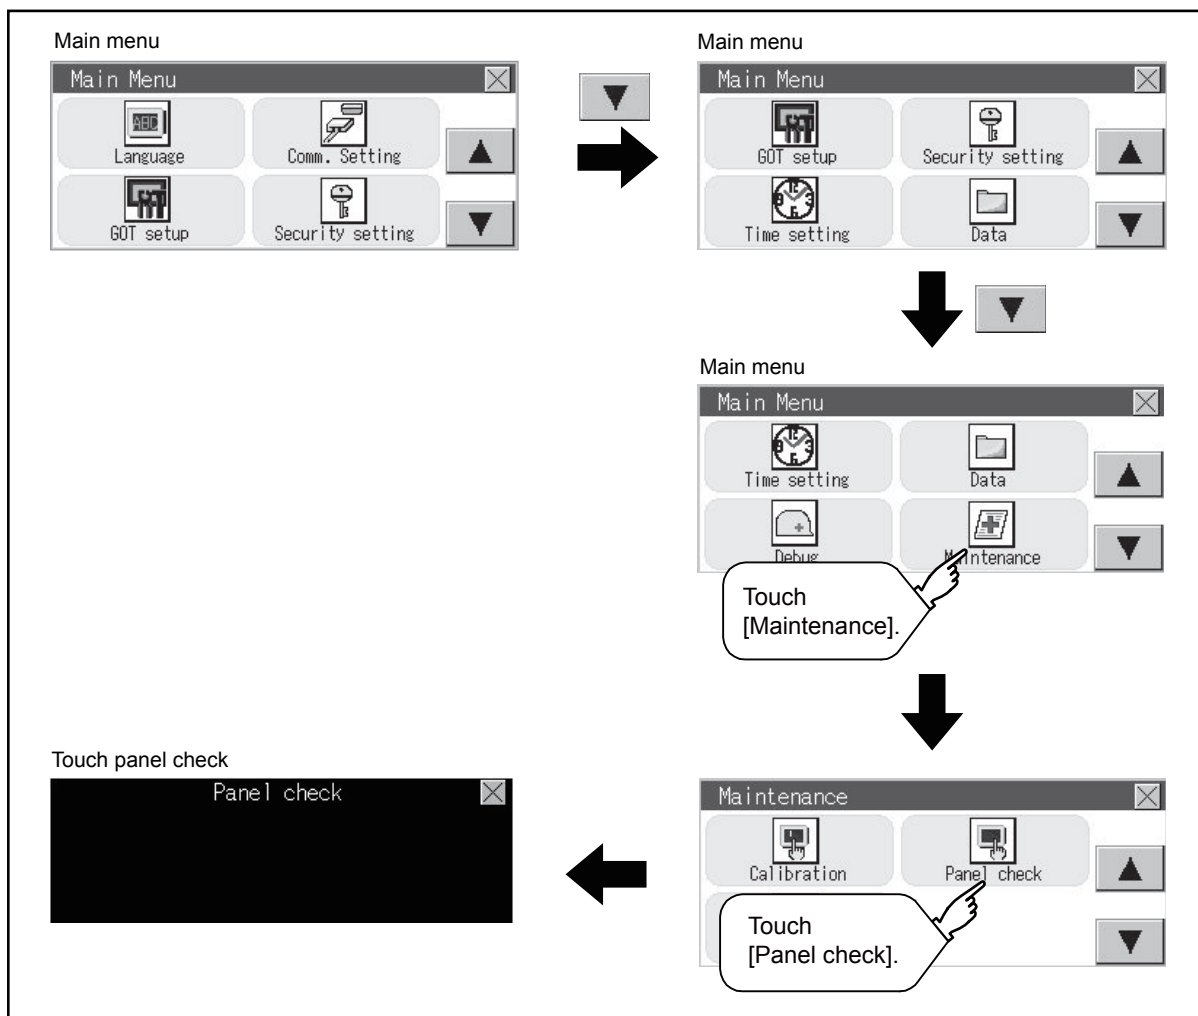 Main menu
Main Menu
Language
Comm. Setting
GOT setup
Security setting
Main menu
Main Menu
GOT setup
Security setting
Time setting
Data
Main menu
Main Menu
Time setting
Data
Debug
Maintenance
Touch
[Maintenance].
Touch panel check
Panel check
Maintenance
Calibration
Panel check
Touch
[Panel check].